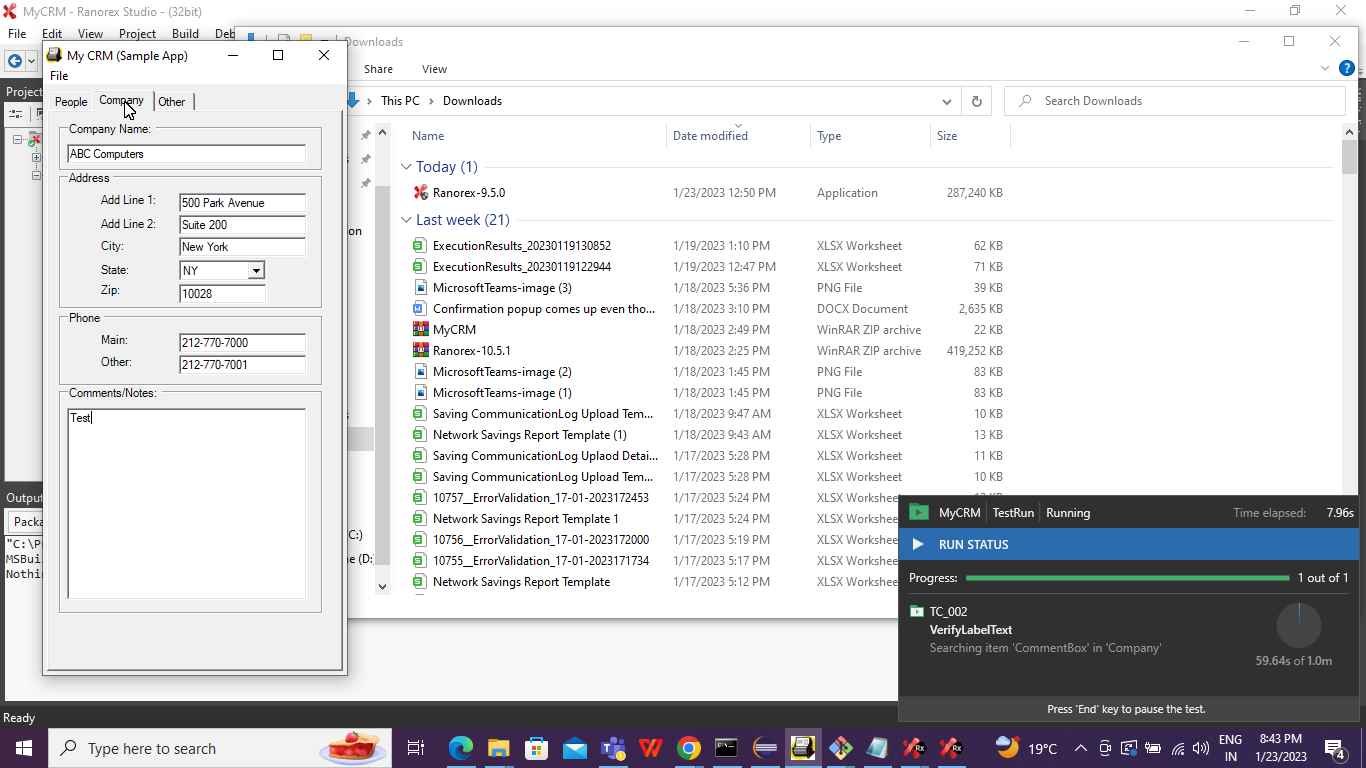 MyCRM - Ranorex Studio - (32bit)
File Edit View Project Build Deb
Project
Output
Packa
"C:\P
MSBui
Nothin
Ready
My CRM (Sample App)
File
People Company Other
Company Name:
ABC Computers
Address
Add Line 1: 500 Park Avenue
Add Line 2: Suite 200
City: New York
State: NY
Zip: 10028
Phone
Main: 212-770-7000
Other: 212-770-7001
Comments/Notes:
Test
Downloads
Share View
This PC > Downloads
Search Downloads
on
C:)
e (D:
Name Date modified Type Size
Today (1)
Ranorex-9.5.0 1/23/2023 12:50 PM Application 287,240 KB
Last week (21)
ExecutionResults_20230119130852 1/19/2023 1:10 PM XLSX Worksheet 62 KB
ExecutionResults_20230119122944 1/19/2023 12:47 PM XLSX Worksheet 71 KB
MicrosoftTeams-image (3) 1/18/2023 5:36 PM PNG File 39 KB
Confirmation popup comes up even tho... 1/18/2023 3:10 PM DOCX Document 2,635 KB
MyCRM 1/18/2023 2:49 PM WinRAR ZIP archive 22 KB
Ranorex-10.5.1 1/18/2023 2:25 PM WinRAR ZIP archive 419,252 KB
MicrosoftTeams-image (2) 1/18/2023 1:45 PM PNG File 83 KB
MicrosoftTeams-image (1) 1/18/2023 1:45 PM PNG File 83 KB
Saving CommunicationLog Upload Tem... 1/18/2023 9:47 AM XLSX Worksheet 10 KB
Network Savings Report Template (1) 1/18/2023 9:43 AM XLSX Worksheet 13 KB
Saving CommunicationLog Uplaod Detai... 1/17/2023 5:28 PM XLSX Worksheet 11 KB
Saving CommunicationLog Upload Tem... 1/17/2023 5:28 PM XLSX Worksheet 10 KB
10757__ErrorValidation_17-01-2023172453 1/17/2023 5:24 PM XLSX Workshee
Network Savings Report Template 1 1/17/2023 5:24 PM XLSX Workshee
10756__ErrorValidation_17-01-2023172000 1/17/2023 5:19 PM XLSX Workshee
10755__ErrorValidation_17-01-2023171734 1/17/2023 5:17 PM XLSX Workshee
Network Savings Report Template 1/17/2023 5:12 PM XLSX Workshee
MyCRM TestRun Running Time elapsed: 7.96s
RUN STATUS
Progress: 1 out of 1
TC_002
VerifyLabelText
Searching item 'CommentBox' in 'Company'
59.64s of 1.0m
Press 'End' key to pause the test.
Type here to search
19°C
ENG
IN
8:43 PM
1/23/2023
4